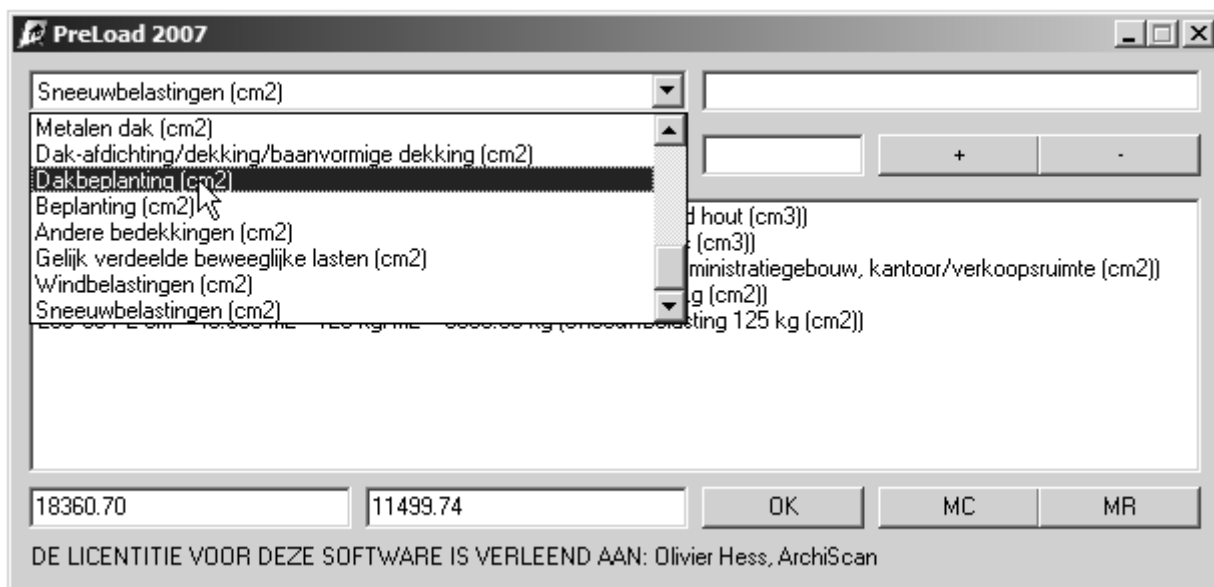 PreLoad 2007
Sneeuwbelastingen (cm2)
Metalen dak (cm2)
Dak-afdichting/dekking/baanvormige dekking (cm2)
Dakbeplanting (cm2)
Beplanting (cm2)
Andere bedekkingen (cm2)
Gelijk verdeelde beweeglijke lasten (cm2)
Windbelastingen (cm2)
Sneeuwbelastingen (cm2)
+ -
hout (cm3))
(cm3))
kantoor/verkoopsruimte (cm2))
(cm2))
125 kg (cm2))
18360.70 11499.74 OK MC MR
DE LICENTITIE VOOR DEZE SOFTWARE IS VERLEEND AAN: Olivier Hess, ArchiScan